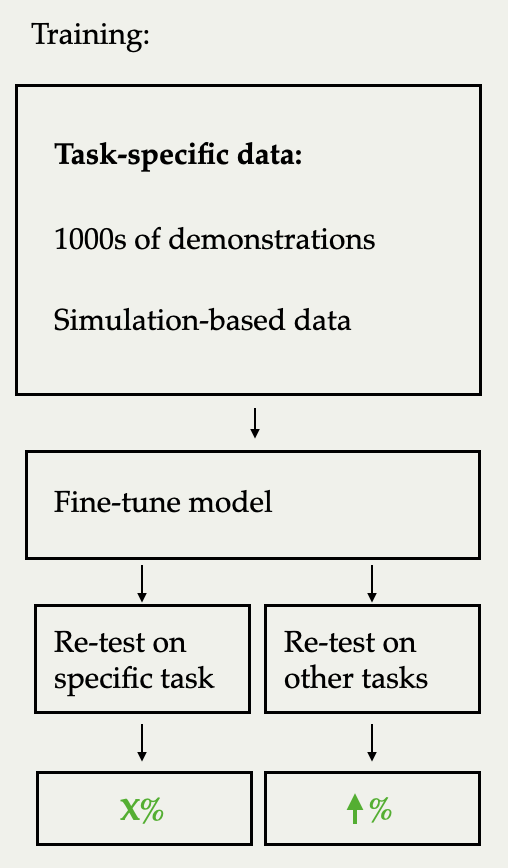 Training:
Task-specific data:
1000s of demonstrations
Simulation-based data
Fine-tune model
Re-test on
specific task
Re-test on
other tasks
X%
%